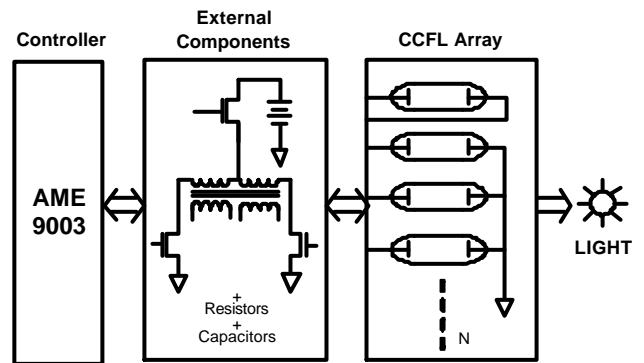 Controller
External
Components
CCFL Array
AME
9003
+
Resistors
+
Capacitors
N
LIGHT